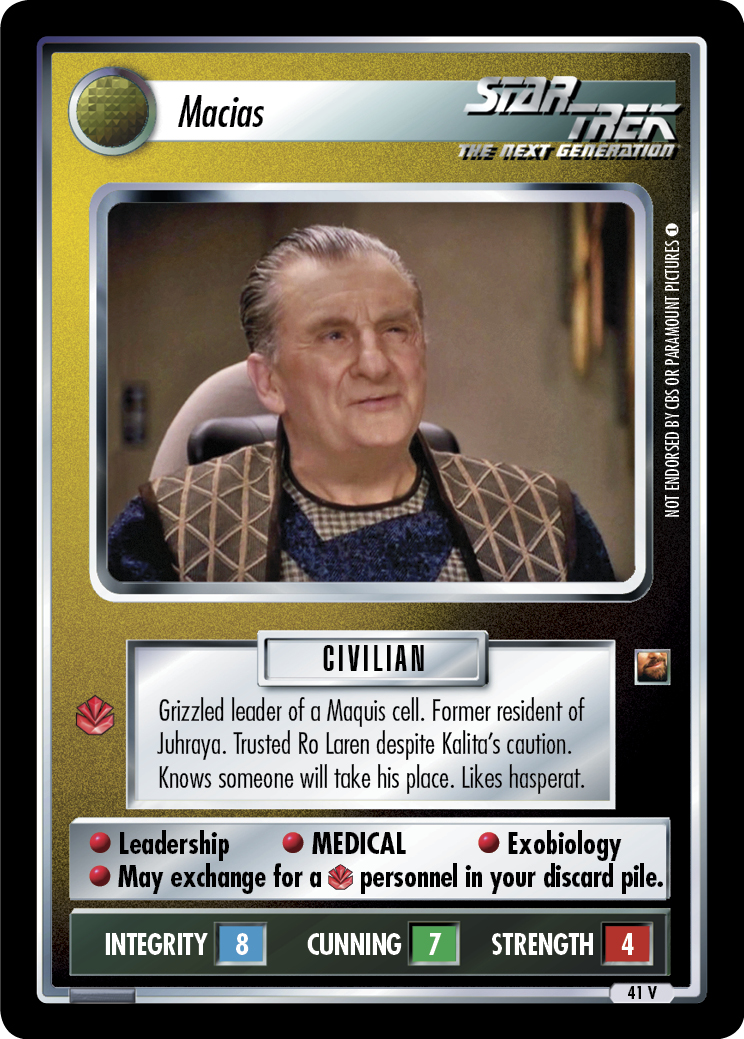 Macias
STAR TREK
THE NEXT GENERATION
NOT ENDORSED BY CBS OR PARAMOUNT PICTURES 1
CIVILIAN
Grizzled leader of a Maquis cell. Former resident of
Juhraya. Trusted Ro Laren despite Kalita's caution.
Knows someone will take his place. Likes hasperat.
Leadership MEDICAL Exobiology
May exchange for a personnel in your discard pile.
INTEGRITY 8 CUNNING 7 STRENGTH 4
41 V